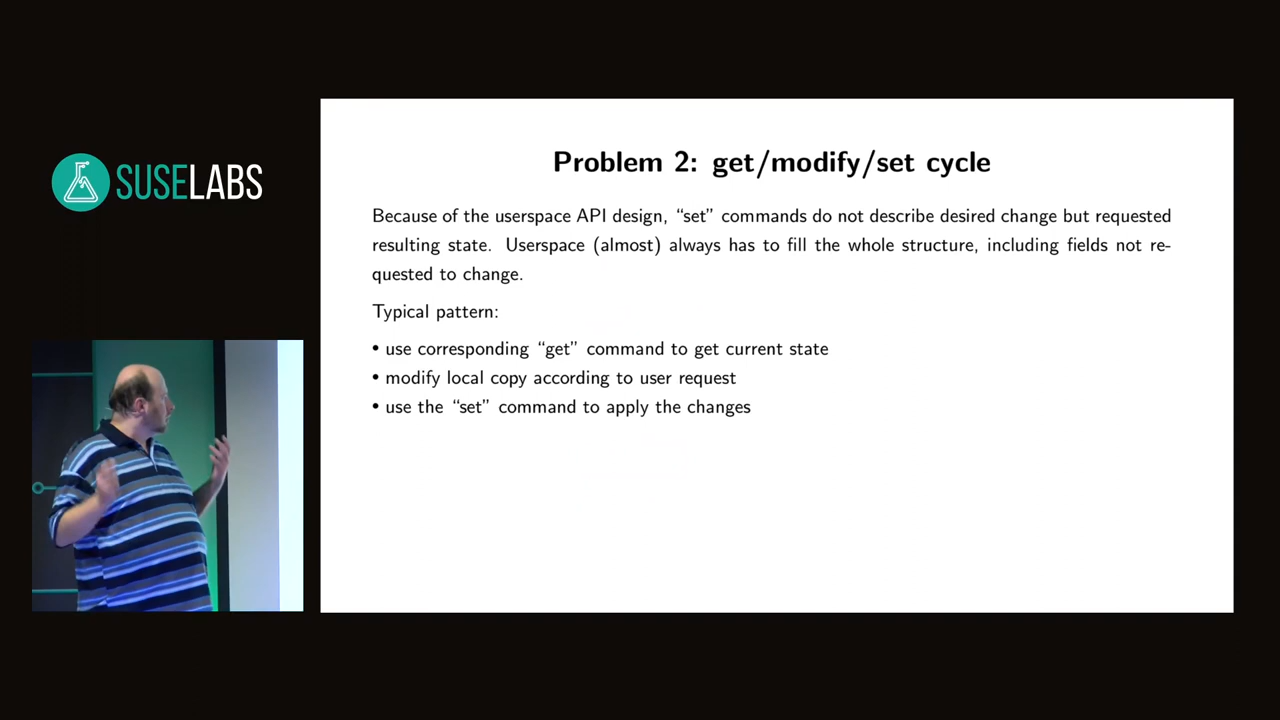 SUSELABS
Problem 2: get/modify/set cycle
Because of the userspace API design, “set” commands do not describe desired change but requested
resulting state. Userspace (almost) always has to fill the whole structure, including fields not re-
quested to change.
Typical pattern:
• use corresponding “get” command to get current state
• modify local copy according to user request
• use the “set” command to apply the changes